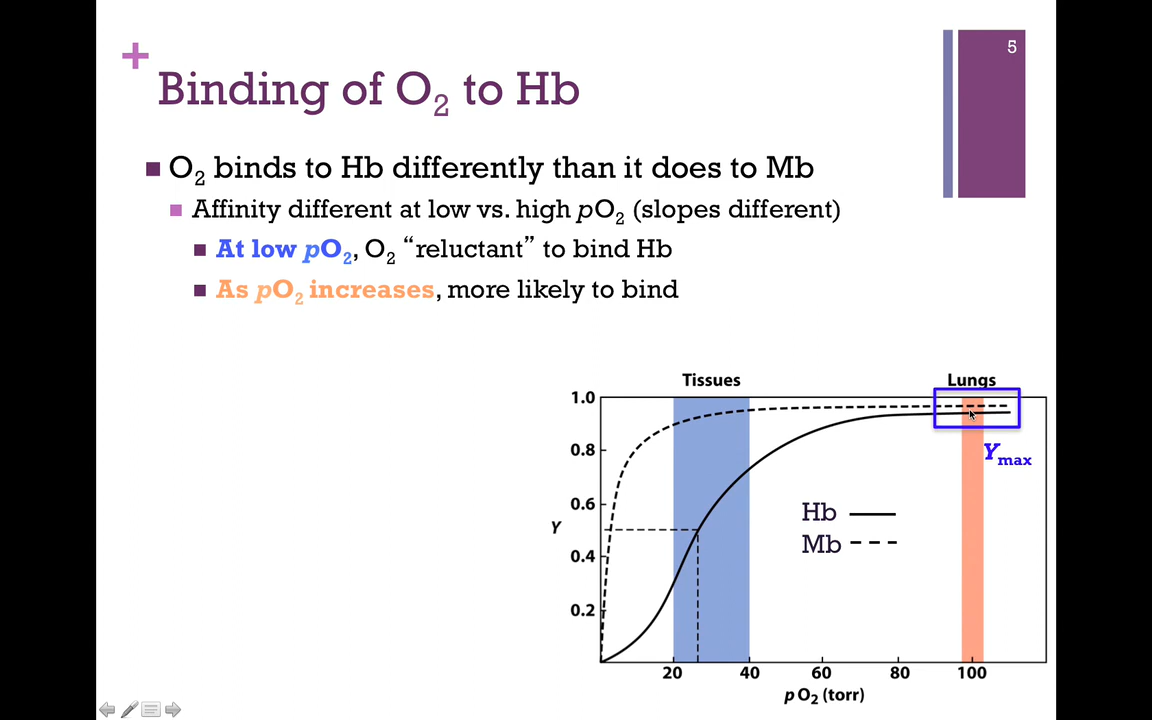 +
5
Binding of O₂ to Hb
■ O₂ binds to Hb differently than it does to Mb
■ Affinity different at low vs. high pO₂ (slopes different)
■ At low pO₂, O₂ “reluctant” to bind Hb
■ As pO₂ increases, more likely to bind
Tissues
Lungs
1.0
0.8
0.6
0.4
0.2
Y
Ymax
Hb
Mb
20 40 60 80 100
pO₂ (torr)